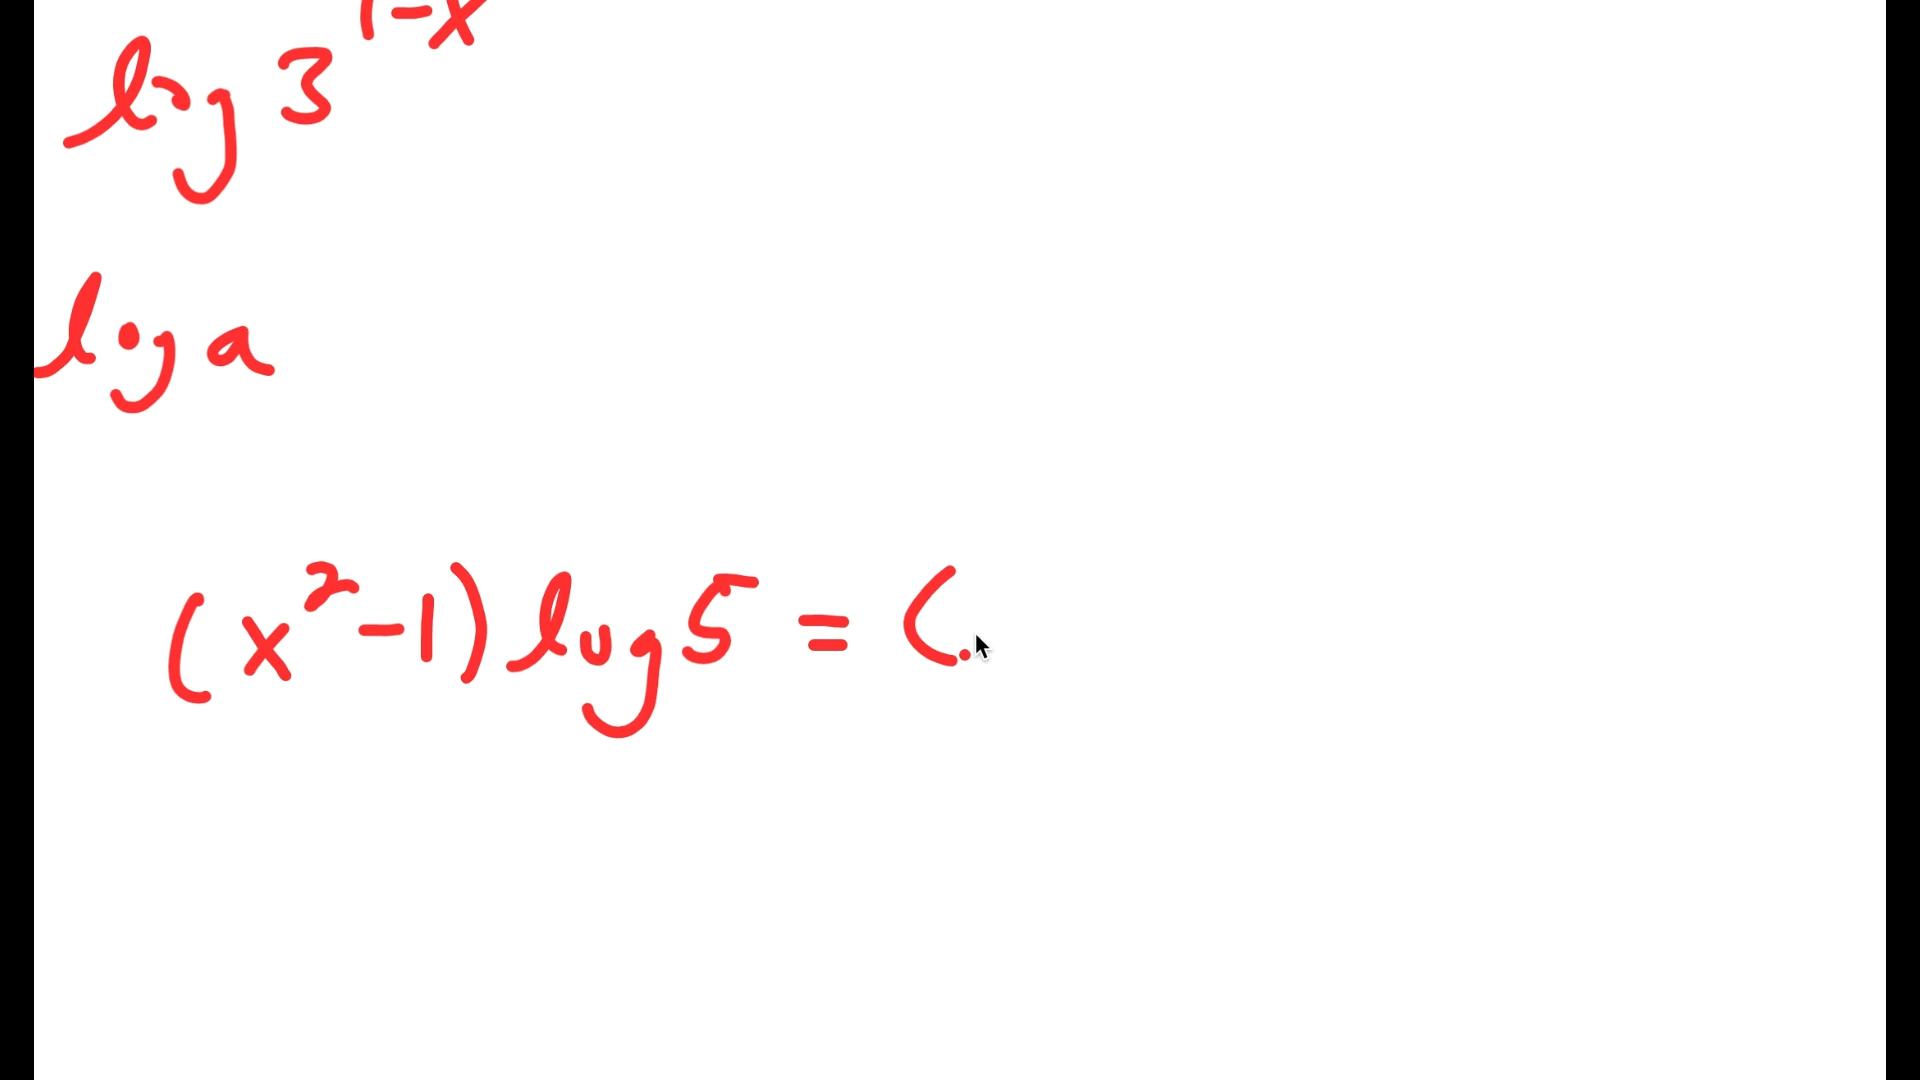 log 3^{1-x}
log a
(x²-1) log 5 = (